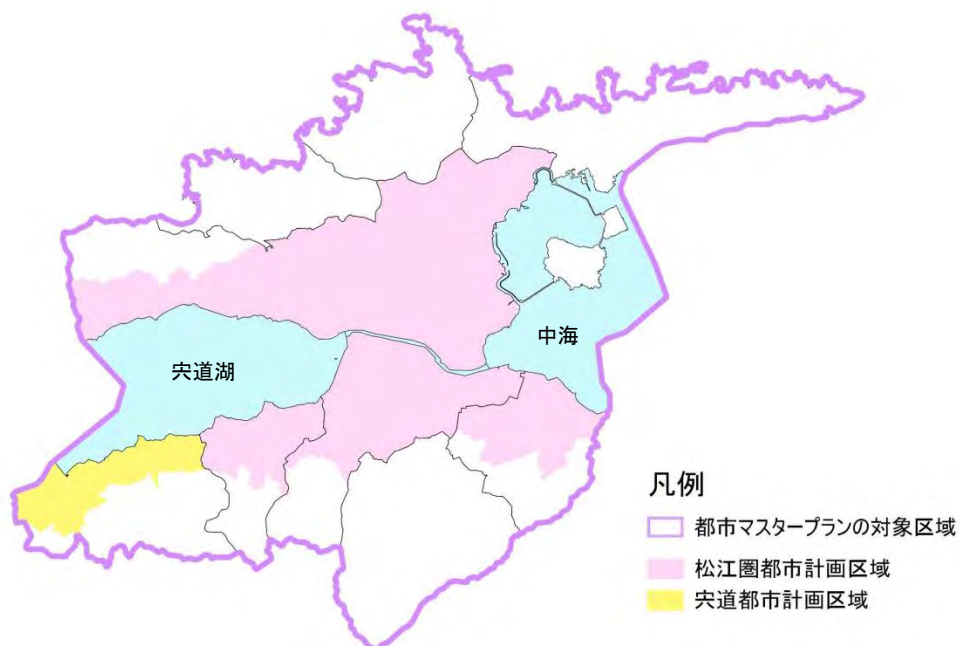 中海
宍道湖
凡例
都市マスタープランの対象区域
松江圏都市計画区域
宍道都市計画区域